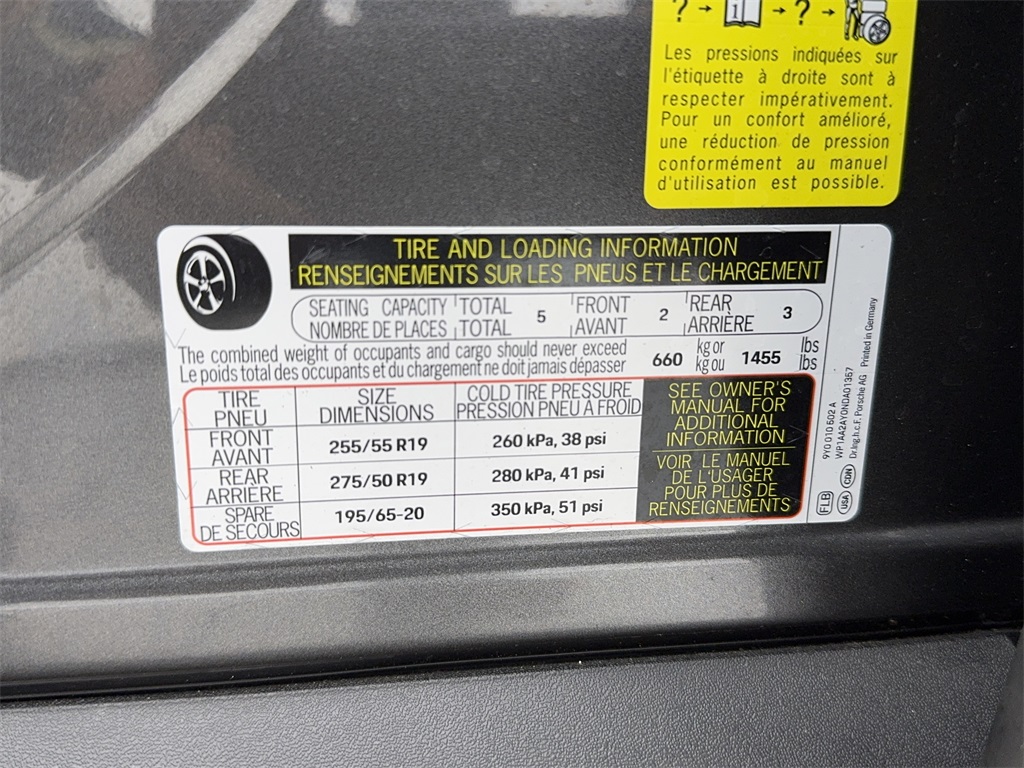 ? → i → ? →
Les pressions indiquées sur
l'étiquette à droite sont à
respecter impérativement.
Pour un confort amélioré,
une réduction de pression
conformément au manuel
d'utilisation est possible.
TIRE AND LOADING INFORMATION
RENSEIGNEMENTS SUR LES PNEUS ET LE CHARGEMENT
SEATING CAPACITY TOTAL 5 FRONT 2 REAR 3
NOMBRE DE PLACES TOTAL AVANT ARRIÈRE
The combined weight of occupants and cargo should never exceed 660 kg or 1455 lbs
Le poids total des occupants et du chargement ne doit jamais dépasser kg ou lbs
TIRE SIZE COLD TIRE PRESSURE
PNEU DIMENSIONS PRESSION PNEU À FROID
FRONT 255/55 R19 260 kPa, 38 psi
AVANT
REAR 275/50 R19 280 kPa, 41 psi
ARRIÈRE
SPARE 195/65-20 350 kPa, 51 psi
DE SECOURS
SEE OWNER'S
MANUAL FOR
ADDITIONAL
INFORMATION
VOIR LE MANUEL
DE L'USAGER
POUR PLUS DE
RENSEIGNEMENTS
9Y0 010 502 A
WP1AA2AY0NDA01357
Dr.Ing.h.c.F. Porsche AG Printed in Germany
FLB USA CDN